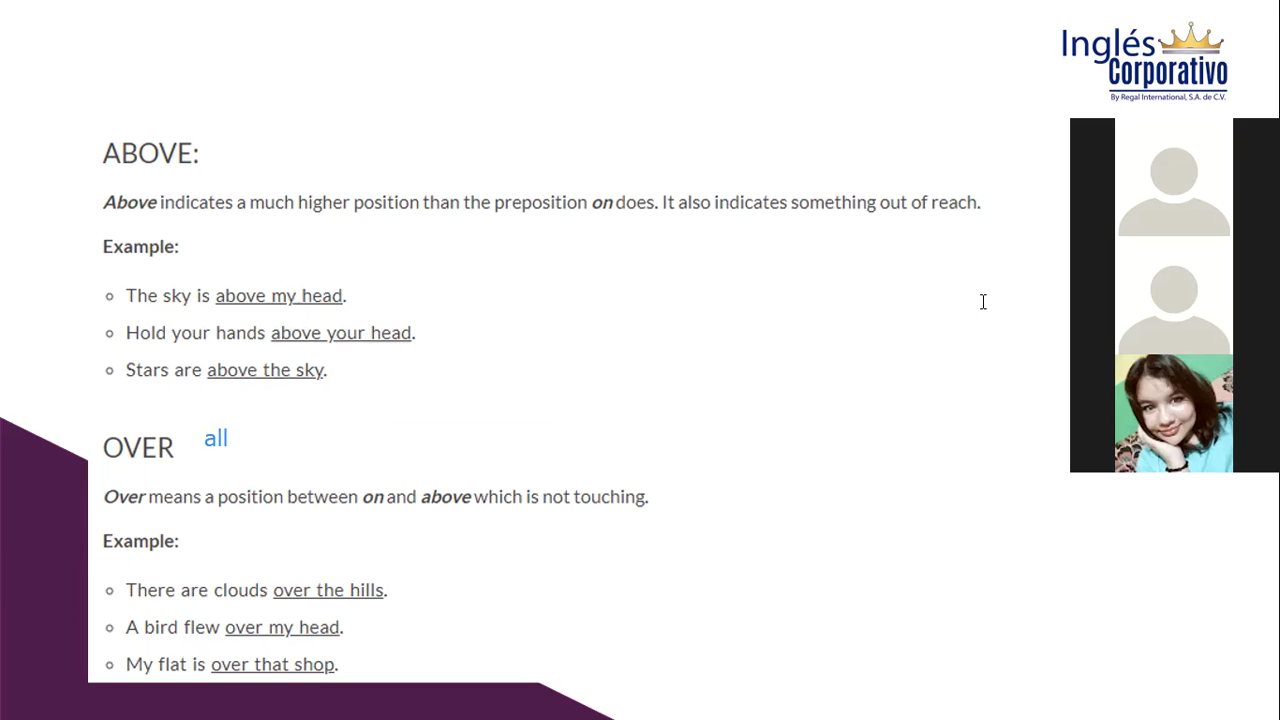 Inglés
Corporativo
By Regal International, S.A. de C.V.
ABOVE:
Above indicates a much higher position than the preposition on does. It also indicates something out of reach.
Example:
The sky is above my head.
Hold your hands above your head.
Stars are above the sky.
OVER all
Over means a position between on and above which is not touching.
Example:
There are clouds over the hills.
A bird flew over my head.
My flat is over that shop.